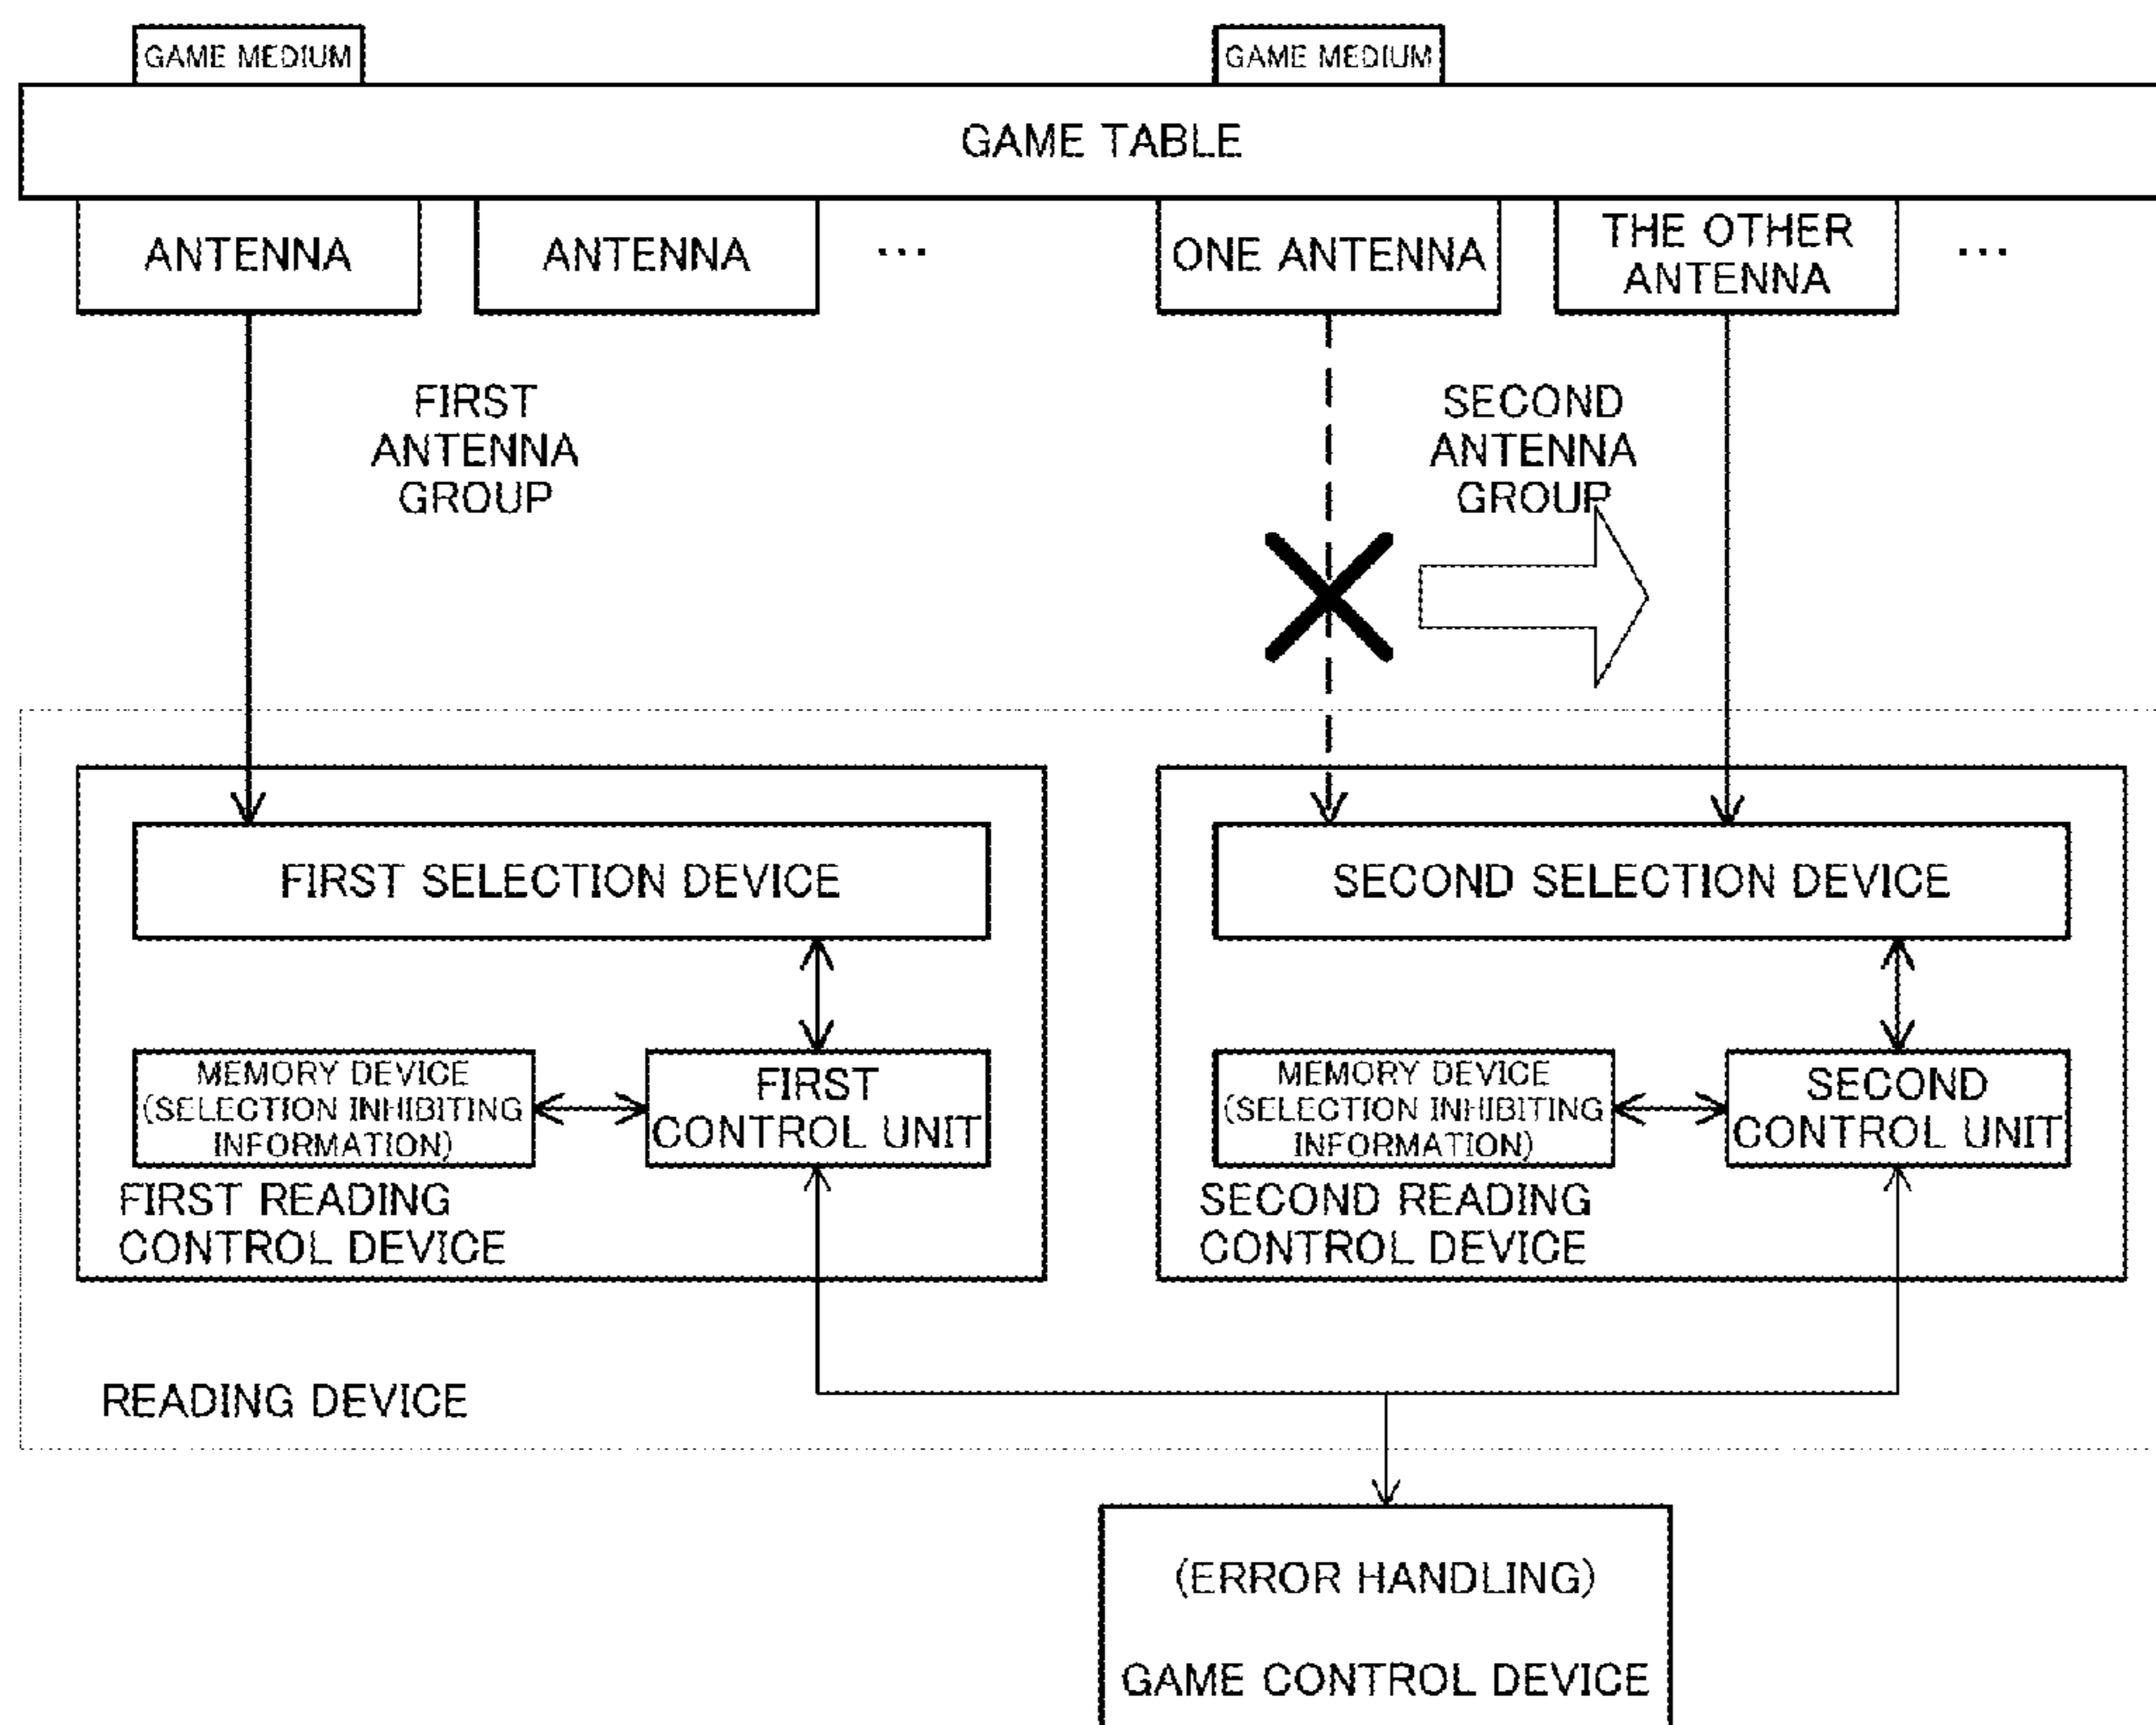 GAME MEDIUM
GAME MEDIUM
GAME TABLE
ANTENNA
ANTENNA
...
ONE ANTENNA
THE OTHER
ANTENNA
...
FIRST
ANTENNA
GROUP
SECOND
ANTENNA
GROUP
FIRST SELECTION DEVICE
SECOND SELECTION DEVICE
MEMORY DEVICE
(SELECTION INHIBITING
INFORMATION)
FIRST
CONTROL UNIT
MEMORY DEVICE
(SELECTION INHIBITING
INFORMATION)
SECOND
CONTROL UNIT
FIRST READING
CONTROL DEVICE
SECOND READING
CONTROL DEVICE
READING DEVICE
(ERROR HANDLING)
GAME CONTROL DEVICE